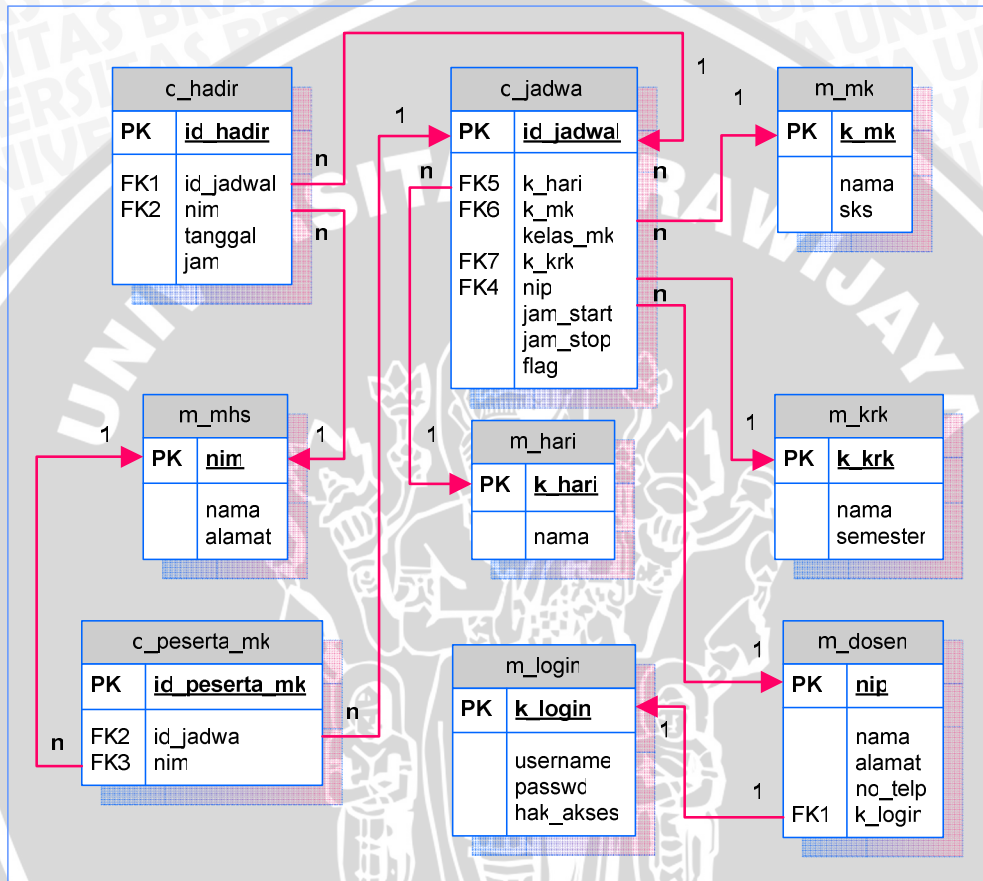 c_hadir
PK id_hadir
FK1 id_jadwal
FK2 nim
tanggal
jam
n
n
1
c_jadwa
PK id_jadwal
FK5 k_hari
FK6 k_mk
kelas_mk
FK7 k_krk
FK4 nip
jam_start
jam_stop
flag
1
n
n
n
n
1
m_mk
PK k_mk
nama
sks
1
m_mhs
PK nim
nama
alamat
1
1
m_hari
PK k_hari
nama
1
m_krk
PK k_krk
nama
semester
c_peserta_mk
PK id_peserta_mk
FK2 id_jadwa
FK3 nim
n
n
m_login
PK k_login
username
passwd
hak_akses
1
1
m_dosen
PK nip
nama
alamat
no_telp
FK1 k_login
1
UNIVERSITAS BRAWIJAYA